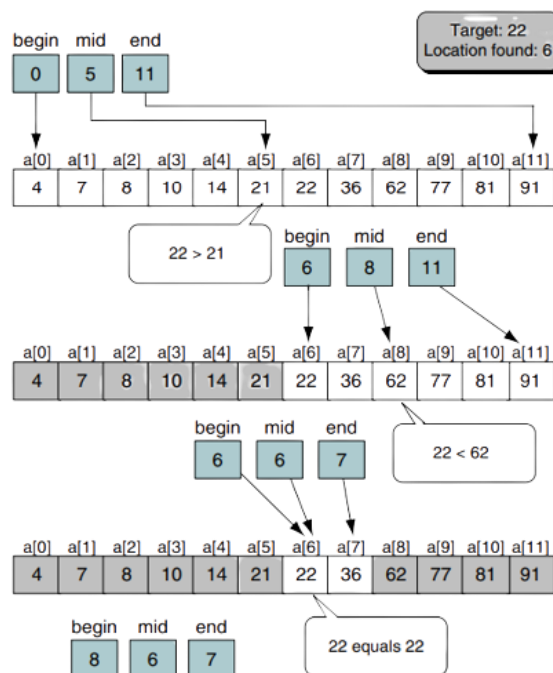 Target: 22
Location found: 6
begin mid end
0 5 11
a[0] a[1] a[2] a[3] a[4] a[5] a[6] a[7] a[8] a[9] a[10] a[11]
4 7 8 10 14 21 22 36 62 77 81 91
22 > 21
begin mid end
6 8 11
a[0] a[1] a[2] a[3] a[4] a[5] a[6] a[7] a[8] a[9] a[10] a[11]
4 7 8 10 14 21 22 36 62 77 81 91
22 < 62
begin mid end
6 6 7
a[0] a[1] a[2] a[3] a[4] a[5] a[6] a[7] a[8] a[9] a[10] a[11]
4 7 8 10 14 21 22 36 62 77 81 91
22 equals 22
begin mid end
8 6 7